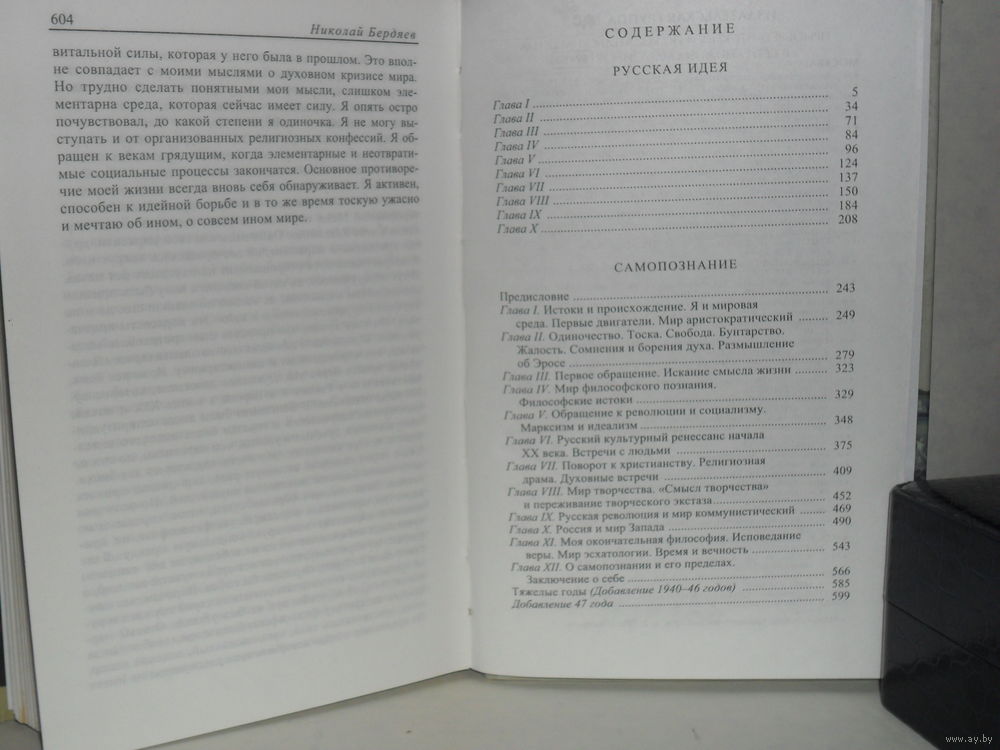 604
Николай Бердяев
витальной силы, которая у него была в прошлом. Это впол-
не совпадает с моими мыслями о духовном кризисе мира.
Но трудно сделать понятными мои мысли, слишком эле-
ментарна среда, которая сейчас имеет силу. Я опять остро
почувствовал, до какой степени я одиночка. Я не могу вы-
ступать и от организованных религиозных конфессий. Я об-
ращен к векам грядущим, когда элементарные и неотврати-
мые социальные процессы закончатся. Основное противоре-
чие моей жизни всегда вновь себя обнаруживает. Я активен,
способен к идейной борьбе и в то же время тоскую ужасно
и мечтаю об ином, о совсем ином мире.
СОДЕРЖАНИЕ
РУССКАЯ ИДЕЯ
Глава I 5
Глава II 34
Глава III 71
Глава IV 84
Глава V 96
Глава VI 124
Глава VII 137
Глава VIII 150
Глава IX 184
Глава X 208
САМОПОЗНАНИЕ
Предисловие 243
Глава I. Истоки и происхождение. Я и мировая
среда. Первые двигатели. Мир аристократический 249
Глава II. Одиночество. Тоска. Свобода. Бунтарство.
Жалость. Сомнения и борения духа. Размышление
об Эросе 279
Глава III. Первое обращение. Искание смысла жизни 323
Глава IV. Мир философского познания.
Философские истоки 329
Глава V. Обращение к революции и социализму.
Марксизм и идеализм 348
Глава VI. Русский культурный ренессанс начала
XX века. Встречи с людьми 375
Глава VII. Поворот к христианству. Религиозная
драма. Духовные встречи 409
Глава VIII. Мир творчества. «Смысл творчества»
и переживание творческого экстаза 452
Глава IX. Русская революция и мир коммунистический 469
Глава X. Россия и мир Запада 490
Глава XI. Моя окончательная философия. Исповедание
веры. Мир эсхатологии. Время и вечность 543
Глава XII. О самопознании и его пределах.
Заключение о себе 566
Тяжелые годы (Добавление 1940–46 годов) 585
Добавление 47 года 599
www.ay.by